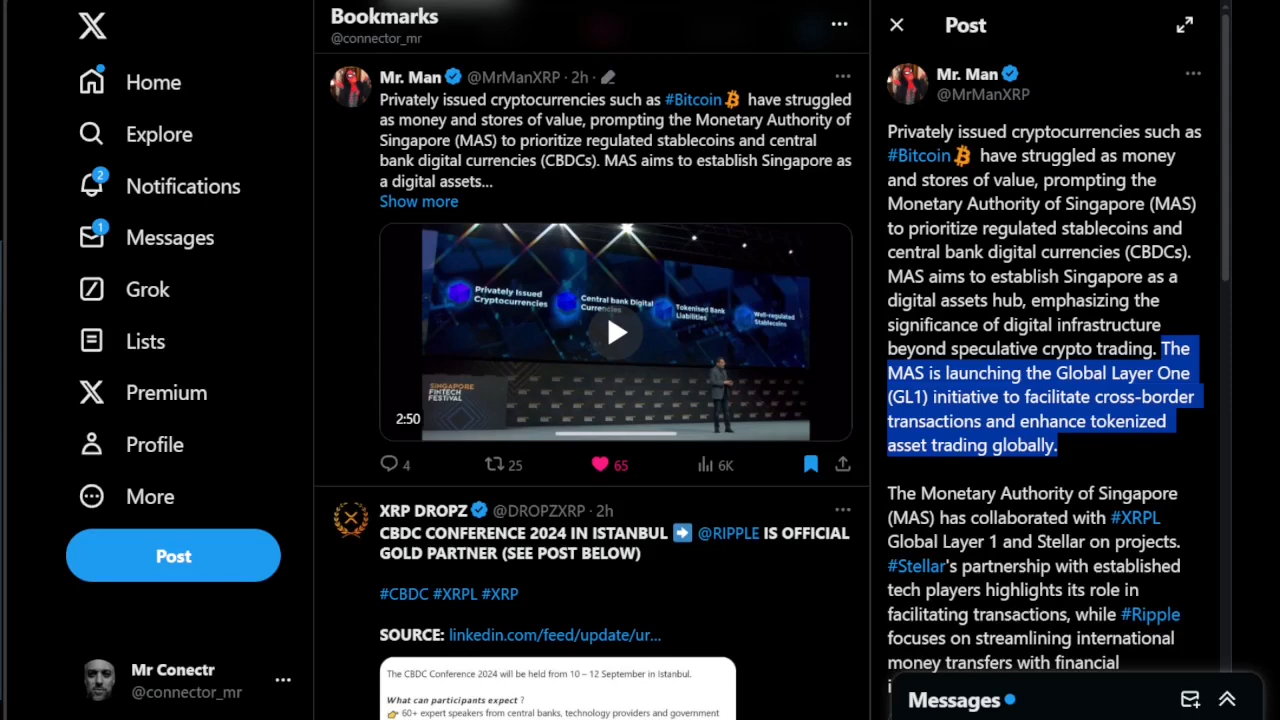 Home
Explore
2
Notifications
1
Messages
Grok
Lists
Premium
Profile
More
Post
Mr Conectr
@connector_mr
Bookmarks
@connector_mr
Mr. Man @MrManXRP · 2h ·
Privately issued cryptocurrencies such as #Bitcoin have struggled
as money and stores of value, prompting the Monetary Authority of
Singapore (MAS) to prioritize regulated stablecoins and central
bank digital currencies (CBDCs). MAS aims to establish Singapore as
a digital assets...
Show more
Privately Issued
Cryptocurrencies
Central bank Digital
Currencies
Tokenised Bank
Liabilities
Well-regulated
Stablecoins
SINGAPORE
FINTECH
FESTIVAL
2:50
4
25
65
6K
XRP DROPZ @DROPZXRP · 2h
CBDC CONFERENCE 2024 IN ISTANBUL ➡ @RIPPLE IS OFFICIAL
GOLD PARTNER (SEE POST BELOW)
#CBDC #XRPL #XRP
SOURCE: linkedin.com/feed/update/ur...
The CBDC Conference 2024 will be held from 10 – 12 September in Istanbul.
What can participants expect ?
60+ expert speakers from central banks, technology providers and government
Post
Mr. Man
@MrManXRP
Privately issued cryptocurrencies such as
#Bitcoin have struggled as money
and stores of value, prompting the
Monetary Authority of Singapore (MAS)
to prioritize regulated stablecoins and
central bank digital currencies (CBDCs).
MAS aims to establish Singapore as a
digital assets hub, emphasizing the
significance of digital infrastructure
beyond speculative crypto trading. The
MAS is launching the Global Layer One
(GL1) initiative to facilitate cross-border
transactions and enhance tokenized
asset trading globally.
The Monetary Authority of Singapore
(MAS) has collaborated with #XRPL
Global Layer 1 and Stellar on projects.
#Stellar's partnership with established
tech players highlights its role in
facilitating transactions, while #Ripple
focuses on streamlining international
money transfers with financial
Messages